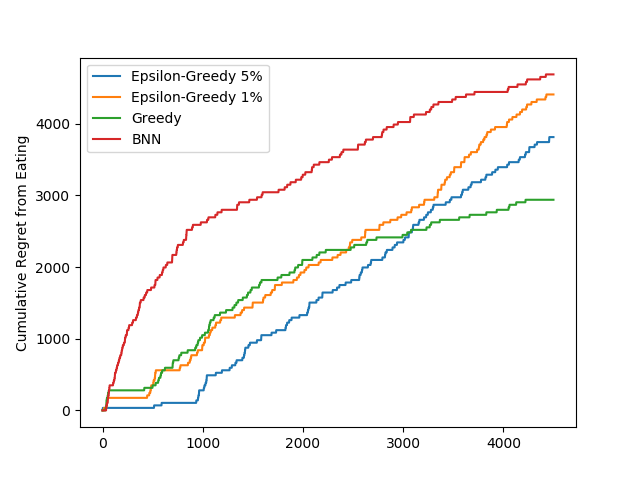 Epsilon-Greedy 5%
Epsilon-Greedy 1%
Greedy
BNN
Cumulative Regret from Eating
4000
3000
2000
1000
0
0 1000 2000 3000 4000